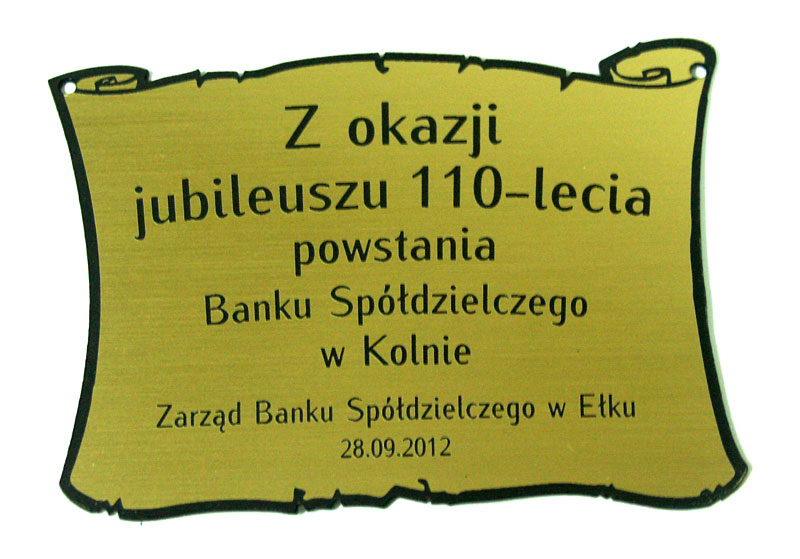 Z okazji
jubileuszu 110-lecia
powstania
Banku Spółdzielczego
w Kolnie
Zarząd Banku Spółdzielczego w Ełku
28.09.2012